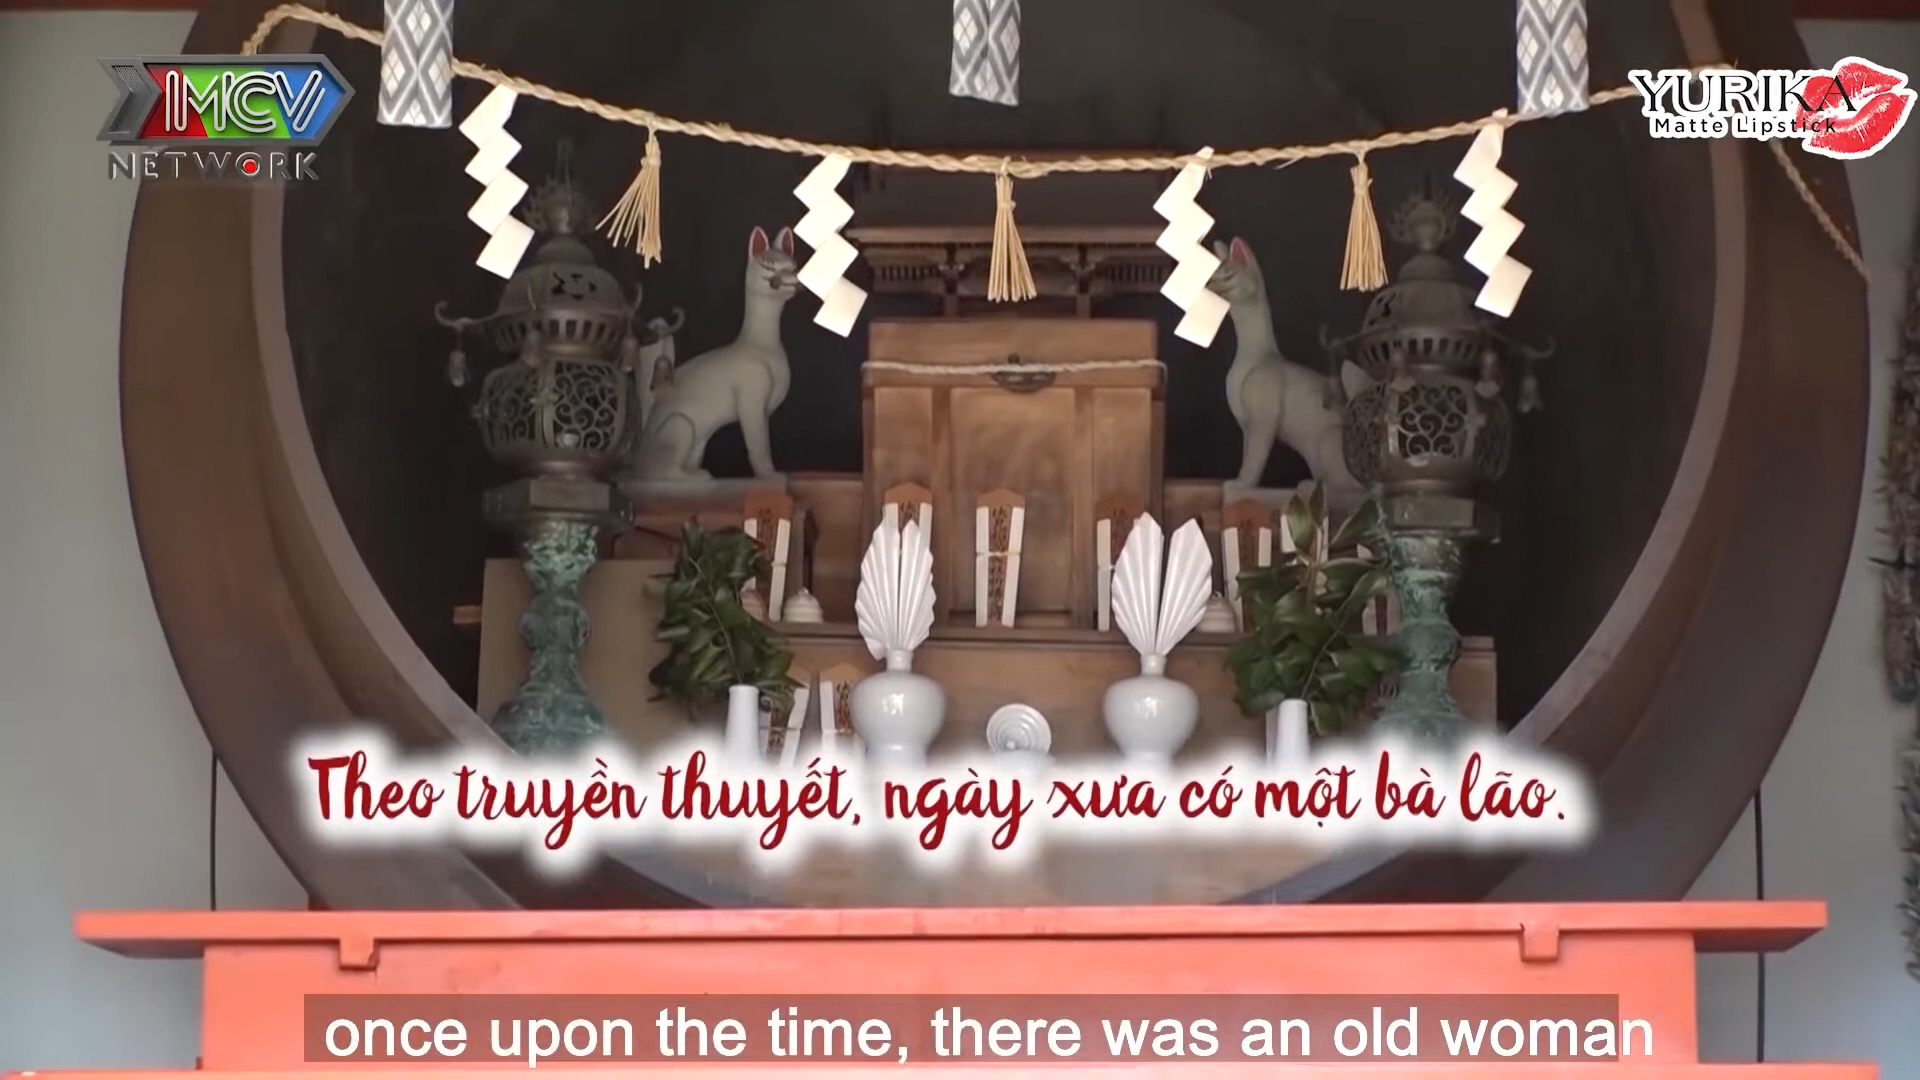 MCV
NETWORK
YURIKA
Matte Lipstick
Theo truyền thuyết, ngày xưa có một bà lão.
once upon the time, there was an old woman